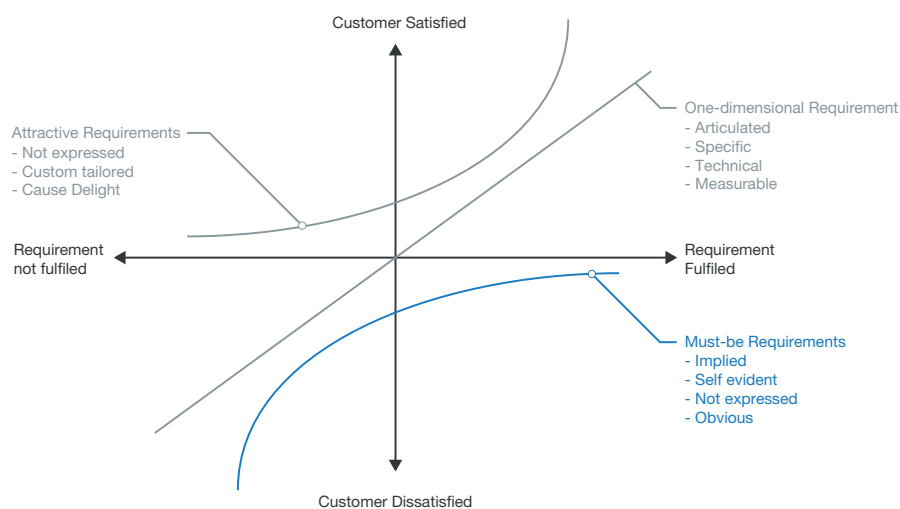 Customer Satisfied
Attractive Requirements
- Not expressed
- Custom tailored
- Cause Delight
One-dimensional Requirement
- Articulated
- Specific
- Technical
- Measurable
Requirement
not fulfiled
Requirement
Fulfiled
Must-be Requirements
- Implied
- Self evident
- Not expressed
- Obvious
Customer Dissatisfied